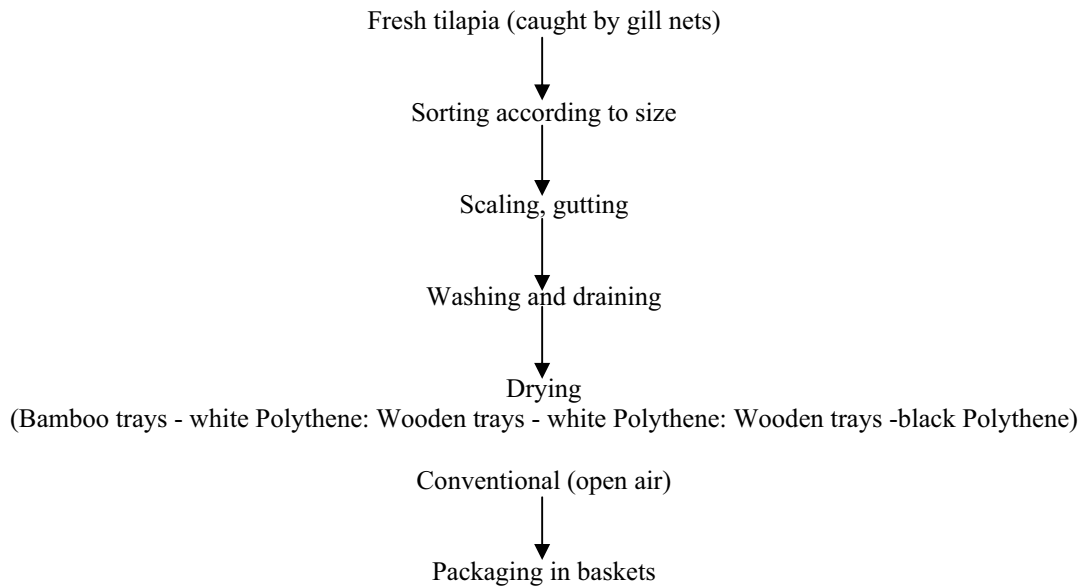 Fresh tilapia (caught by gill nets)
Sorting according to size
Scaling, gutting
Washing and draining
Drying
(Bamboo trays - white Polythene: Wooden trays - white Polythene: Wooden trays -black Polythene)
Conventional (open air)
Packaging in baskets